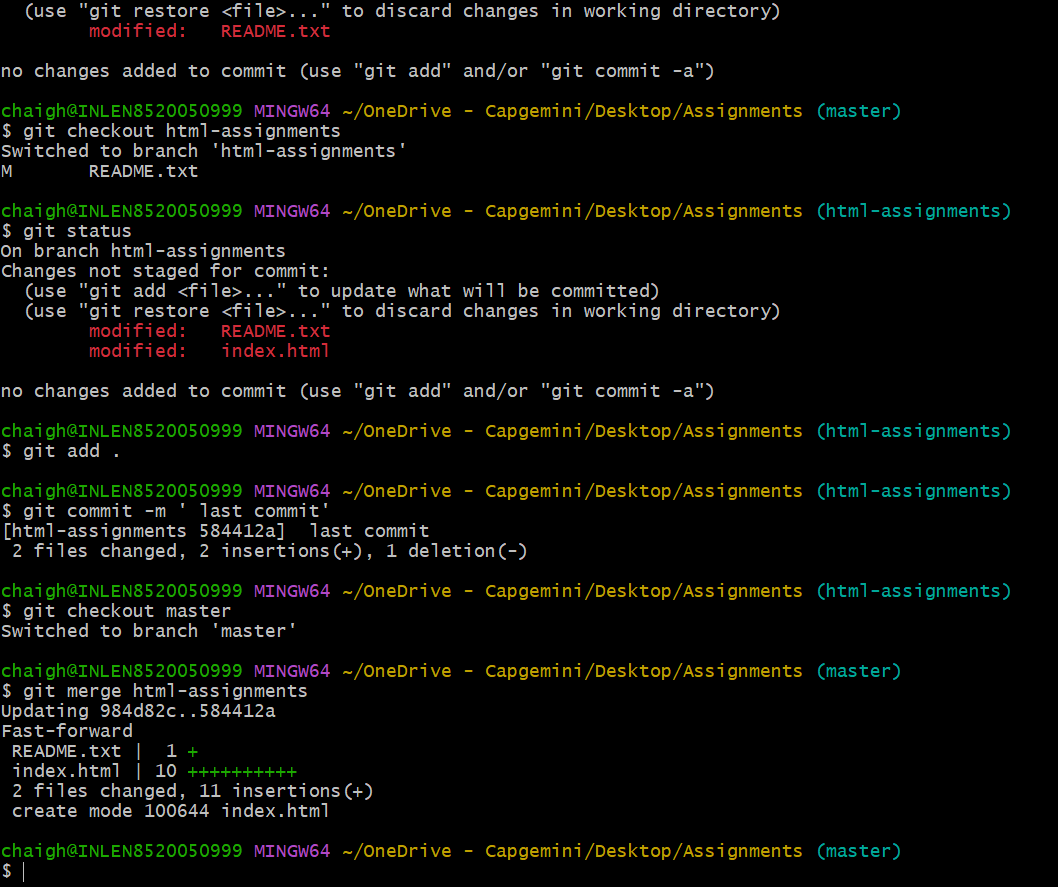 (use "git restore <file>..." to discard changes in working directory)
modified:   README.txt
no changes added to commit (use "git add" and/or "git commit -a")
chaigh@INLEN8520050999 MINGW64 ~/OneDrive - Capgemini/Desktop/Assignments (master)
$ git checkout html-assignments
Switched to branch 'html-assignments'
M       README.txt
chaigh@INLEN8520050999 MINGW64 ~/OneDrive - Capgemini/Desktop/Assignments (html-assignments)
$ git status
On branch html-assignments
Changes not staged for commit:
(use "git add <file>..." to update what will be committed)
(use "git restore <file>..." to discard changes in working directory)
modified:   README.txt
modified:   index.html
no changes added to commit (use "git add" and/or "git commit -a")
chaigh@INLEN8520050999 MINGW64 ~/OneDrive - Capgemini/Desktop/Assignments (html-assignments)
$ git add .
chaigh@INLEN8520050999 MINGW64 ~/OneDrive - Capgemini/Desktop/Assignments (html-assignments)
$ git commit -m ' last commit'
[html-assignments 584412a]  last commit
2 files changed, 2 insertions(+), 1 deletion(-)
chaigh@INLEN8520050999 MINGW64 ~/OneDrive - Capgemini/Desktop/Assignments (html-assignments)
$ git checkout master
Switched to branch 'master'
chaigh@INLEN8520050999 MINGW64 ~/OneDrive - Capgemini/Desktop/Assignments (master)
$ git merge html-assignments
Updating 984d82c..584412a
Fast-forward
README.txt |  1 +
index.html | 10 ++++++++++
2 files changed, 11 insertions(+)
create mode 100644 index.html
chaigh@INLEN8520050999 MINGW64 ~/OneDrive - Capgemini/Desktop/Assignments (master)
$